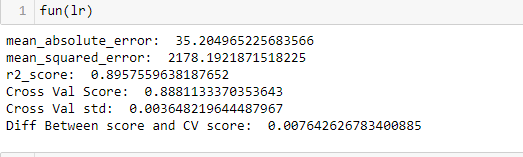 1 fun(lr)
mean_absolute_error:  35.204965225683566
mean_squared_error:  2178.1921871518225
r2_score:  0.8957559638187652
Cross Val Score:  0.8881133370353643
Cross Val std:  0.003648219644487967
Diff Between score and CV score:  0.007642626783400885